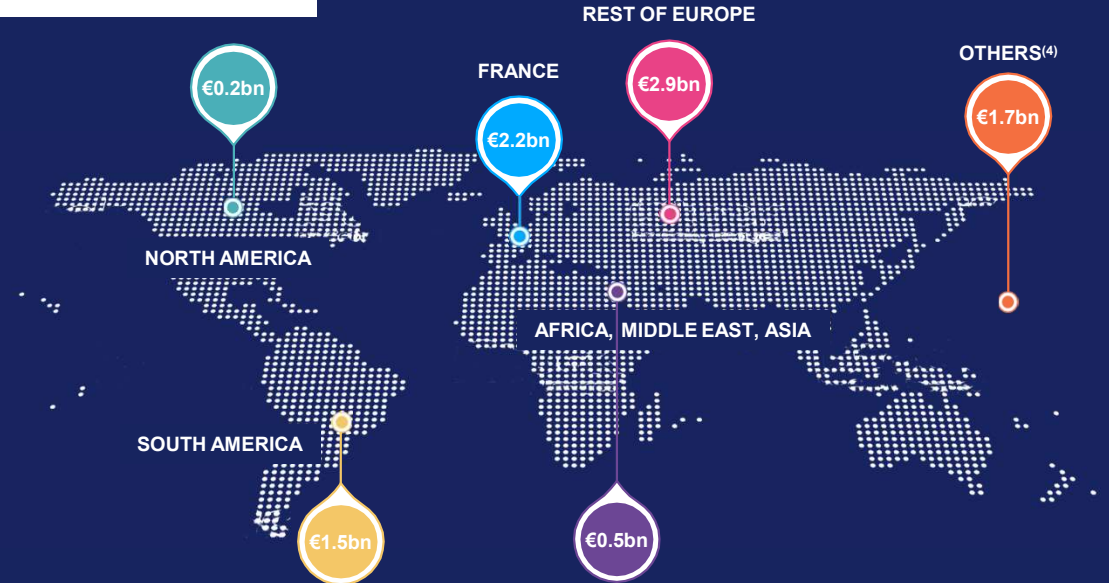 REST OF EUROPE
€2.9bn
FRANCE
€2.2bn
OTHERS(4)
€1.7bn
€0.2bn
NORTH AMERICA
AFRICA, MIDDLE EAST, ASIA
€0.5bn
SOUTH AMERICA
€1.5bn